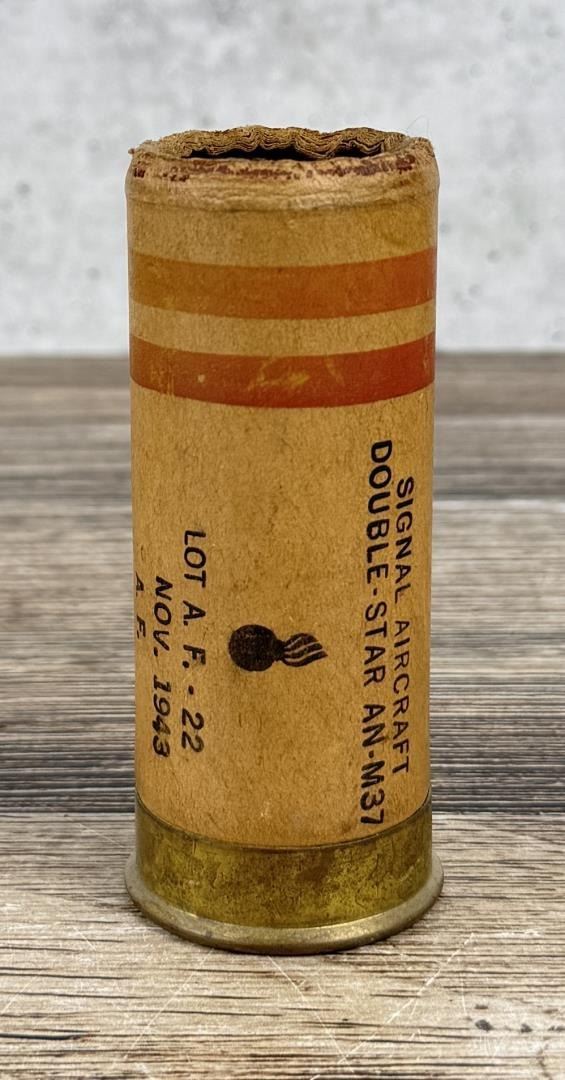 SIGNAL AIRCRAFT
DOUBLE-STAR AN-M37
LOT A. F. - 22
NOV. 1943
A. F.